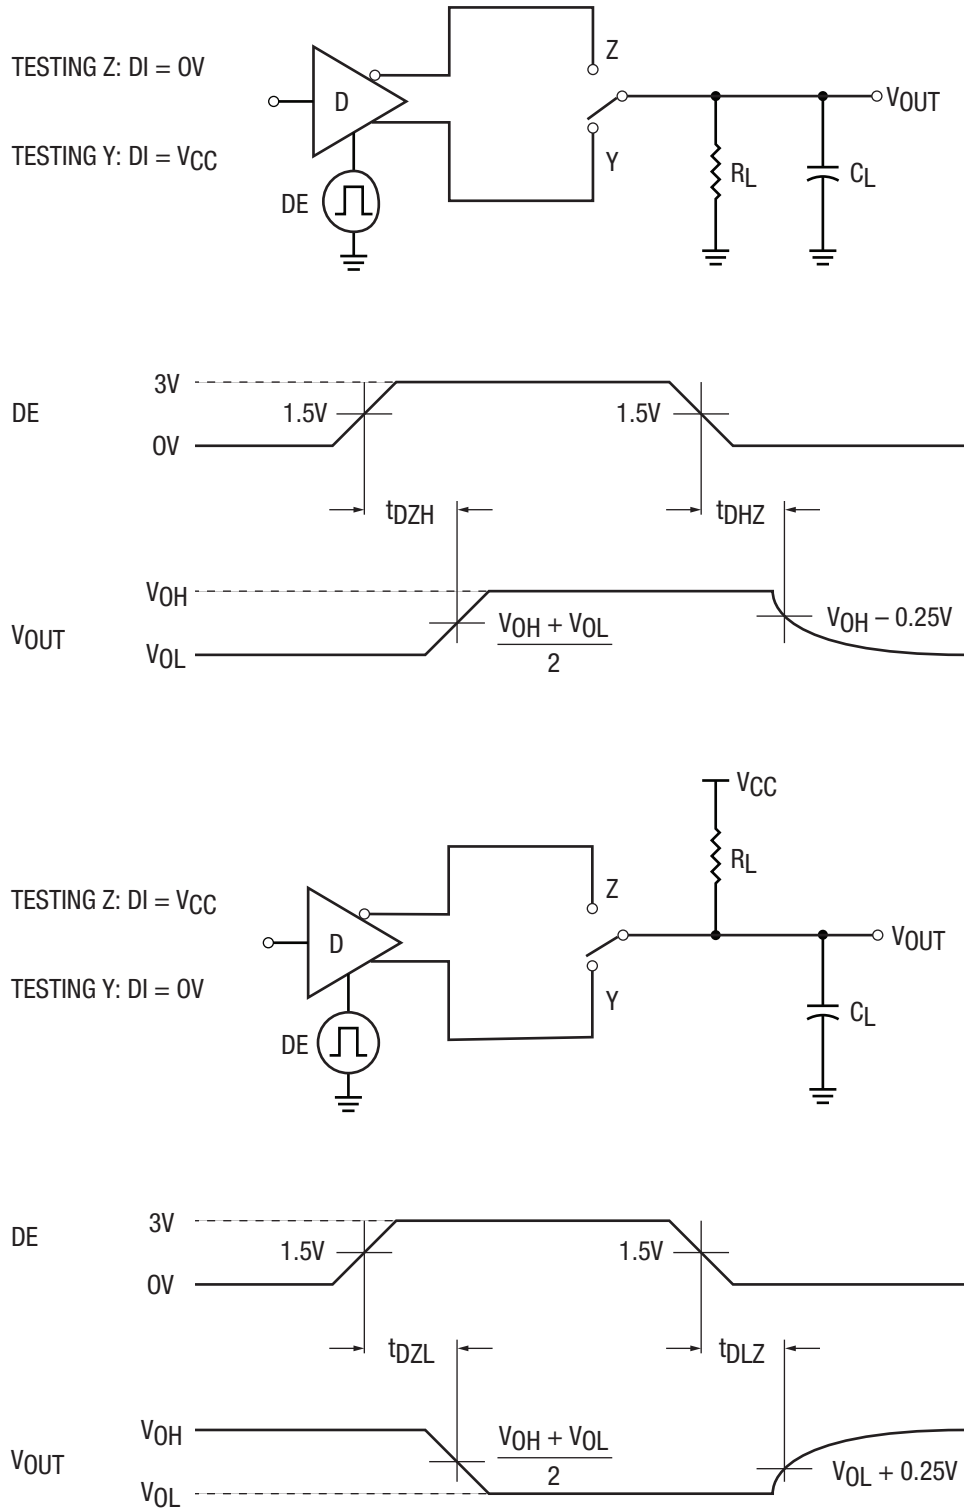 Z
TESTING Z: DI = 0V
D
VOUT
TESTING Y: DI = VCC
Y
RL
CL
DE
3V
DE
1.5V
1.5V
0V
tDZH
tDHZ
VOH
VOH + VOL
VOH – 0.25V
VOUT
VOL
2
VCC
RL
Z
TESTING Z: DI = VCC
D
VOUT
TESTING Y: DI = 0V
Y
CL
DE
3V
DE
1.5V
1.5V
0V
tDZL
tDLZ
VOH
VOH + VOL
VOUT
2
VOL + 0.25V
VOL